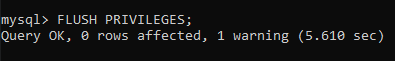 mysql> FLUSH PRIVILEGES;
Query OK, 0 rows affected, 1 warning (5.610 sec)